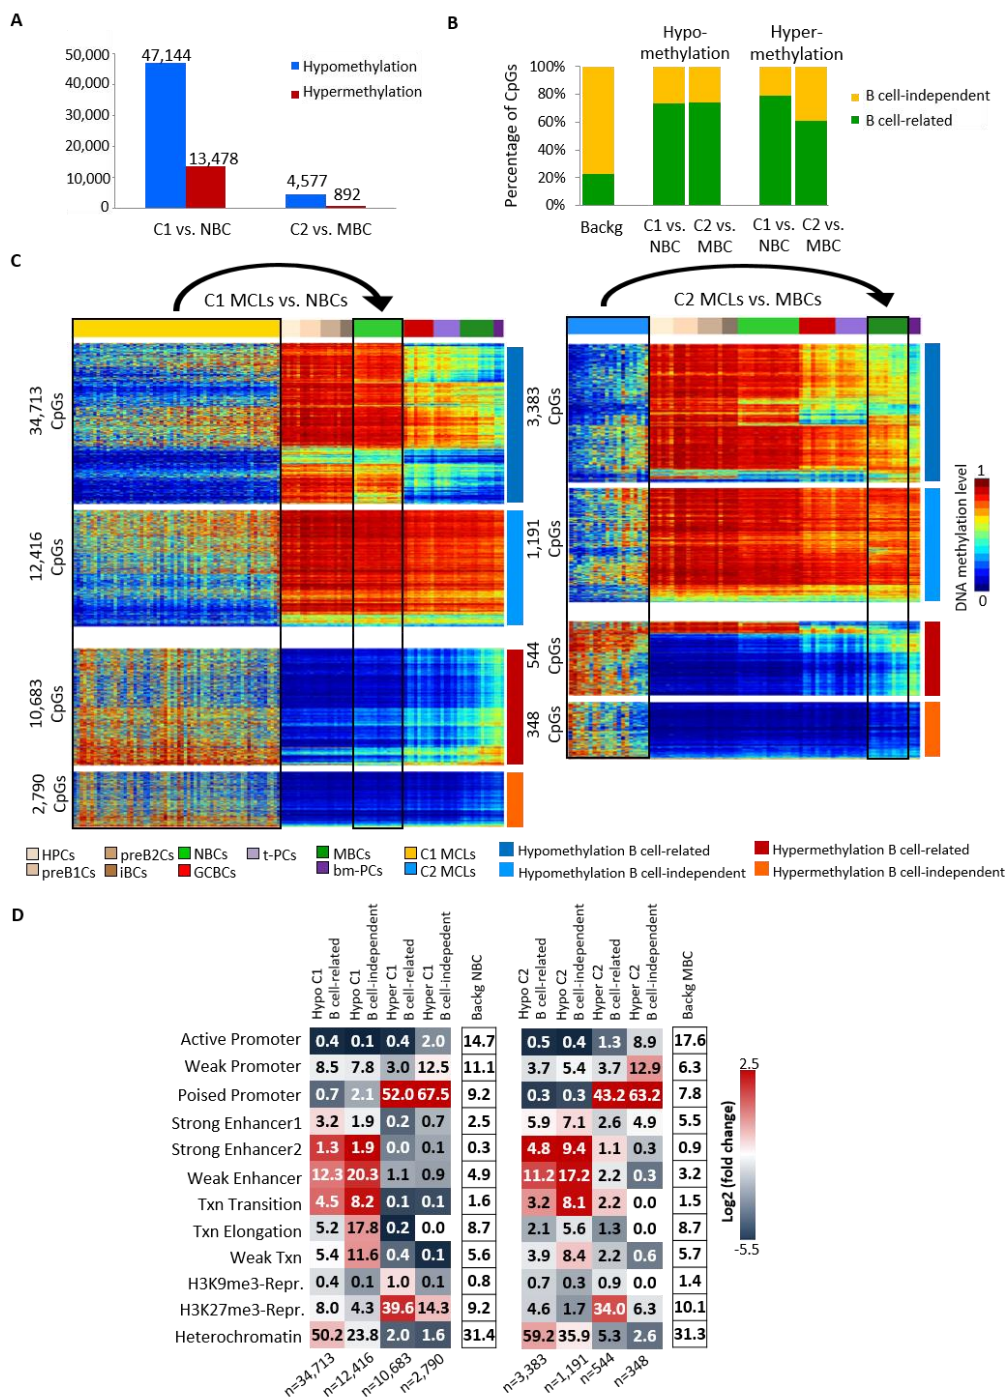 A
50,000
40,000
30,000
20,000
10,000
0
47,144
13,478
4,577
892
Hypomethylation
Hypermethylation
C1 vs. NBC
C2 vs. MBC
B
Hypo-
methylation
Hyper-
methylation
Percentage of CpGs
100%
80%
60%
40%
20%
0%
B cell-independent
B cell-related
Backg
C1 vs.
NBC
C2 vs.
MBC
C1 vs.
NBC
C2 vs.
MBC
C
C1 MCLs vs. NBCs
C2 MCLs vs. MBCs
34,713
CpGs
12,416
CpGs
10,683
CpGs
2,790
CpGs
3,383
CpGs
1,191
CpGs
544
CpGs
348
CpGs
DNA methylation level
1
0
HPCs
preB2Cs
NBCs
t-PCs
MBCs
C1 MCLs
Hypomethylation B cell-related
Hypermethylation B cell-related
preB1Cs
iBCs
GCBCs
bm-PCs
C2 MCLs
Hypomethylation B cell-independent
Hypermethylation B cell-independent
D
Hypo C1
B cell-related
Hypo C1
B cell-independent
Hyper C1
B cell-related
Hyper C1
B cell-independent
Backg NBC
Hypo C2
B cell-related
Hypo C2
B cell-independent
Hyper C2
B cell-related
Hyper C2
B cell-independent
Backg MBC
Active Promoter 0.4 0.1 0.4 2.0 14.7 0.5 0.4 1.3 8.9 17.6
Weak Promoter 8.5 7.8 3.0 12.5 11.1 3.7 5.4 3.7 12.9 6.3
Poised Promoter 0.7 2.1 52.0 67.5 9.2 0.3 0.3 43.2 63.2 7.8
Strong Enhancer1 3.2 1.9 0.2 0.7 2.5 5.9 7.1 2.6 4.9 5.5
Strong Enhancer2 1.3 1.9 0.0 0.1 0.3 4.8 9.4 1.1 0.3 0.9
Weak Enhancer 12.3 20.3 1.1 0.9 4.9 11.2 17.2 2.2 0.3 3.2
Txn Transition 4.5 8.2 0.1 0.1 1.6 3.2 8.1 2.2 0.0 1.5
Txn Elongation 5.2 17.8 0.2 0.0 8.7 2.1 5.6 1.3 0.0 8.7
Weak Txn 5.4 11.6 0.4 0.1 5.6 3.9 8.4 2.2 0.6 5.7
H3K9me3-Repr. 0.4 0.1 1.0 0.1 0.8 0.7 0.3 0.9 0.0 1.4
H3K27me3-Repr. 8.0 4.3 39.6 14.3 9.2 4.6 1.7 34.0 6.3 10.1
Heterochromatin 50.2 23.8 2.0 1.6 31.4 59.2 35.9 5.3 2.6 31.3
n=34,713
n=12,416
n=10,683
n=2,790
n=3,383
n=1,191
n=544
n=348
2.5
Log2 (fold change)
-5.5